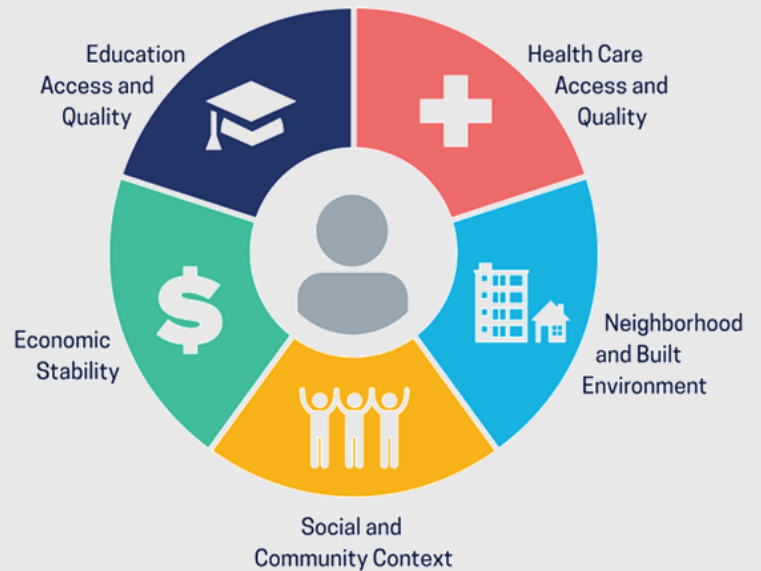 Education
Access and
Quality
Health Care
Access and
Quality
Economic
Stability
Neighborhood
and Built
Environment
Social and
Community Context